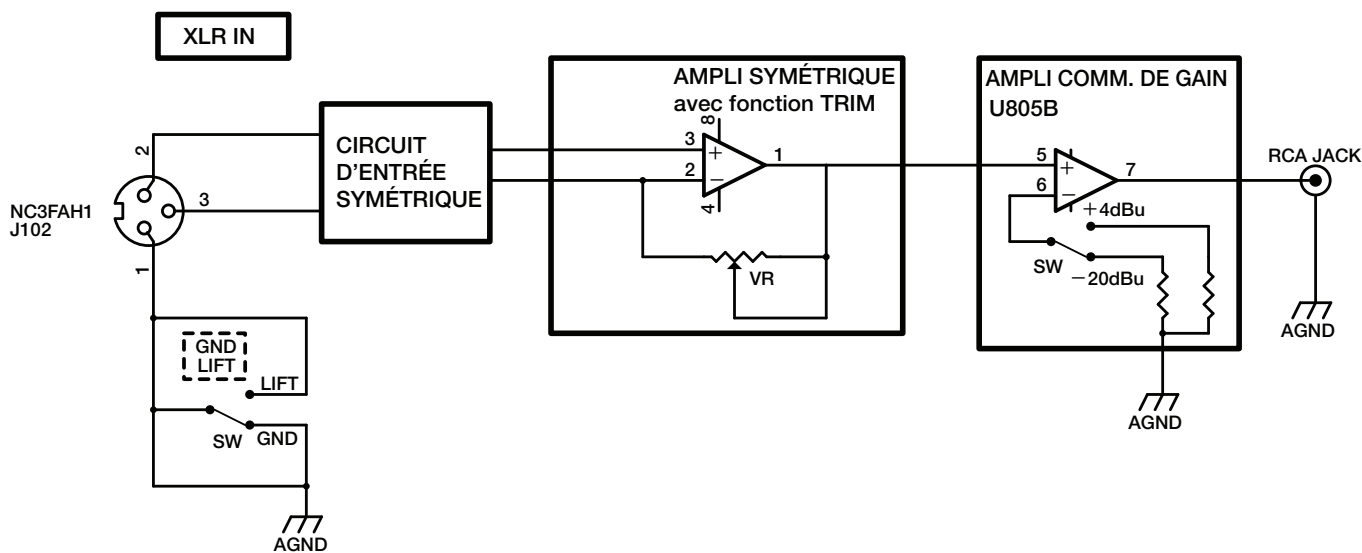 XLR IN
AMPLI SYMÉTRIQUE
avec fonction TRIM
AMPLI COMM. DE GAIN
U805B
CIRCUIT
D'ENTRÉE
SYMÉTRIQUE
8
3
+
2
−
1
4
5
+
6
−
7
RCA JACK
2
3
NC3FAH1
J102
1
+4dBu
SW
−20dBu
VR
AGND
GND
LIFT
LIFT
SW
GND
AGND
AGND